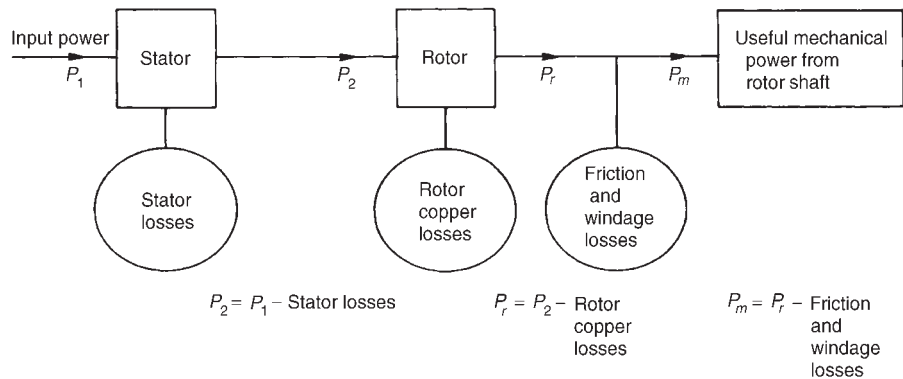 Input power
P1
Stator
P2
Rotor
Pr
Pm
Useful mechanical
power from
rotor shaft
Stator
losses
Rotor
copper
losses
Friction
and
windage
losses
P2 = P1 – Stator losses
Pr = P2 – Rotor
copper
losses
Pm = Pr – Friction
and
windage
losses